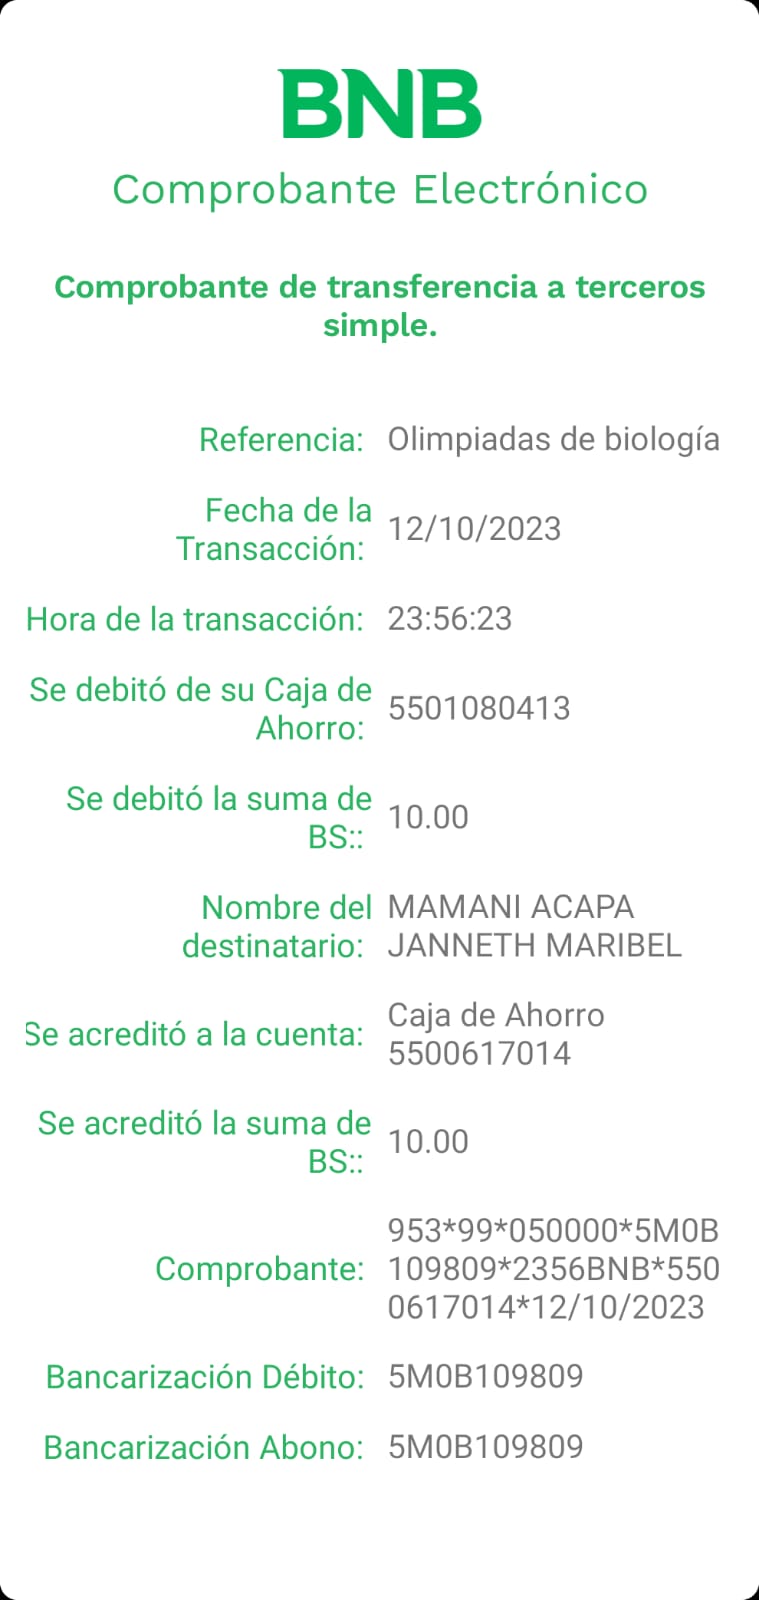 BNB
Comprobante Electrónico
Comprobante de transferencia a terceros
simple.
Referencia: Olimpiadas de biología
Fecha de la
Transacción: 12/10/2023
Hora de la transacción: 23:56:23
Se debitó de su Caja de
Ahorro: 5501080413
Se debitó la suma de
BS:: 10.00
Nombre del
destinatario: MAMANI ACAPA
JANNETH MARIBEL
Se acreditó a la cuenta: Caja de Ahorro
5500617014
Se acreditó la suma de
BS:: 10.00
Comprobante: 953*99*050000*5M0B
109809*2356BNB*550
0617014*12/10/2023
Bancarización Débito: 5M0B109809
Bancarización Abono: 5M0B109809